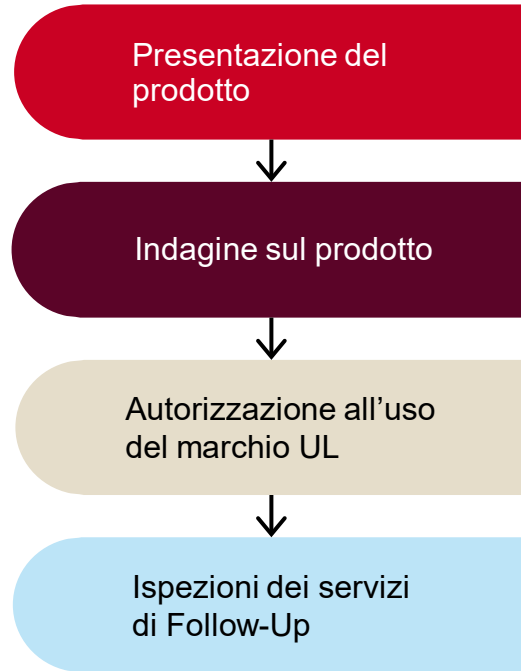 Presentazione del
prodotto
Indagine sul prodotto
Autorizzazione all’uso
del marchio UL
Ispezioni dei servizi
di Follow-Up